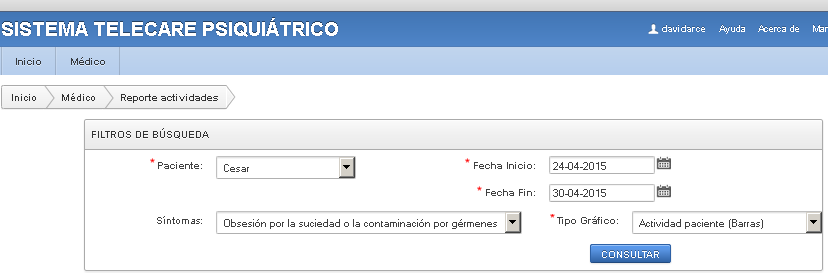 SISTEMA TELECARE PSIQUIÁTRICO
davidarce Ayuda Acerca de Man
Inicio Médico
Inicio Médico Reporte actividades
FILTROS DE BÚSQUEDA
* Paciente: Cesar * Fecha Inicio: 24-04-2015
* Fecha Fin: 30-04-2015
Síntomas: Obsesión por la suciedad o la contaminación por gérmenes * Tipo Gráfico: Actividad paciente (Barras)
CONSULTAR